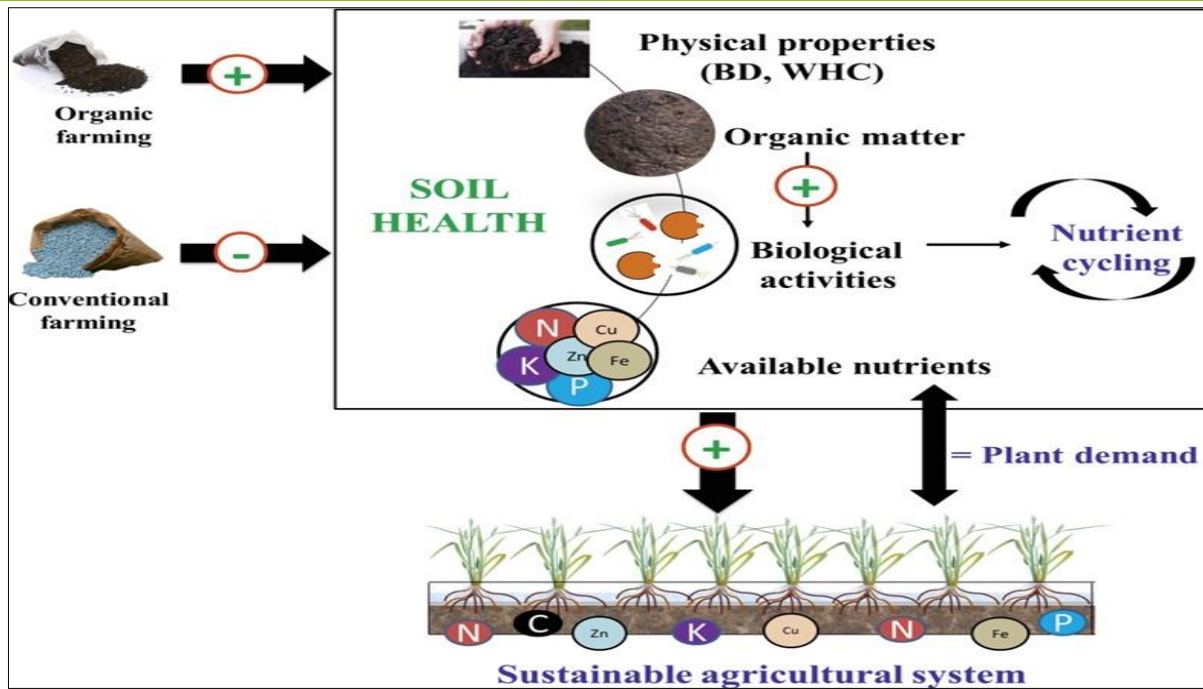 Organic
farming
+
Conventional
farming
-
SOIL
HEALTH
Physical properties
(BD, WHC)
Organic matter
+
Biological
activities
Nutrient
cycling
N
Cu
Zn
K
Fe
P
Available nutrients
+
= Plant demand
N
C
Zn
K
Cu
N
Fe
P
Sustainable agricultural system